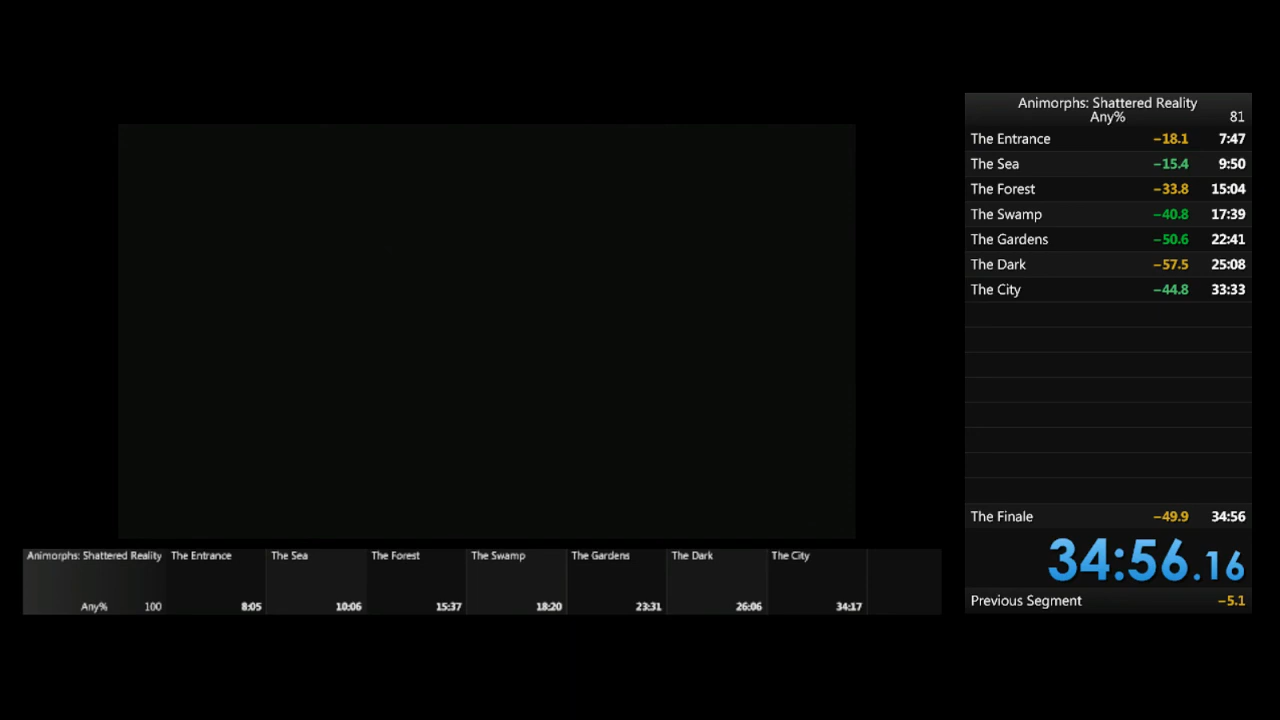 Animorphs: Shattered Reality
Any% 81
The Entrance −18.1 7:47
The Sea −15.4 9:50
The Forest −33.8 15:04
The Swamp −40.8 17:39
The Gardens −50.6 22:41
The Dark −57.5 25:08
The City −44.8 33:33
The Finale −49.9 34:56
34:56.16
Previous Segment −5.1
Animorphs: Shattered Reality The Entrance The Sea The Forest The Swamp The Gardens The Dark The City
Any% 100 8:05 10:06 15:37 18:20 23:31 26:06 34:17